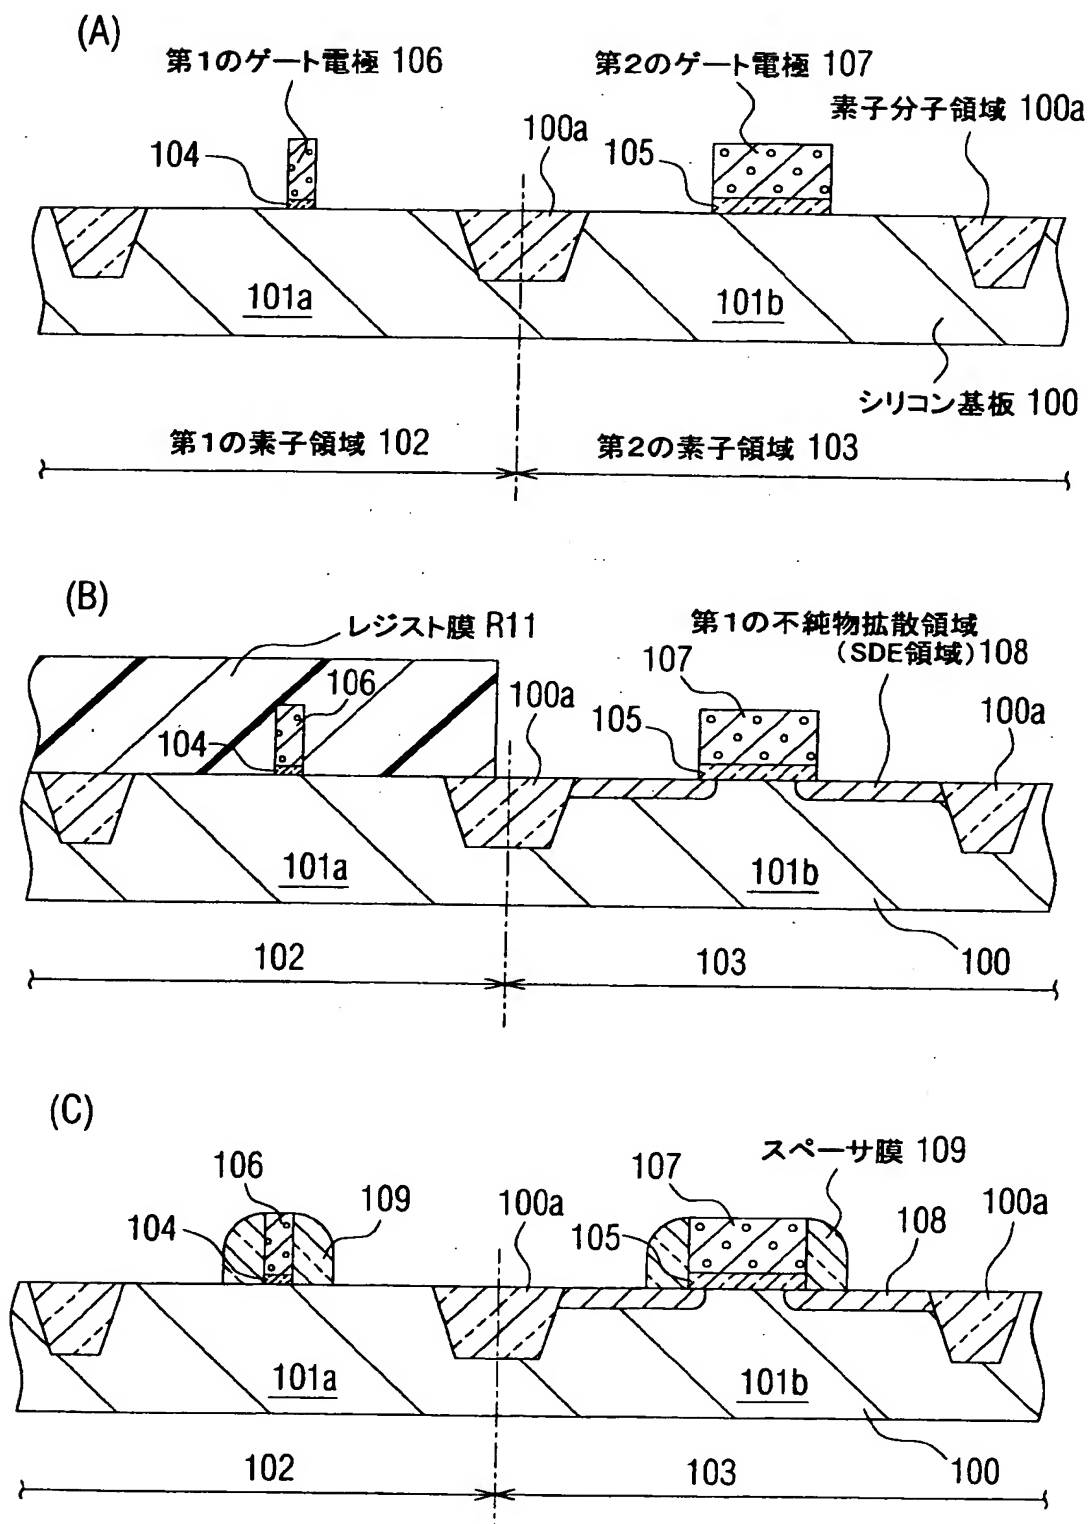 (A)
第1のゲート電極 106
第2のゲート電極 107
素子分子領域 100a
100a
104
105
101a
101b
シリコン基板 100
第1の素子領域 102
第2の素子領域 103
(B)
レジスト膜 R11
第1の不純物拡散領域
(SDE領域)108
107
106
100a
105
100a
104
101a
101b
102
103
100
(C)
スペーサ膜 109
106
107
109
100a
100a
104
105
108
101a
101b
102
103
100